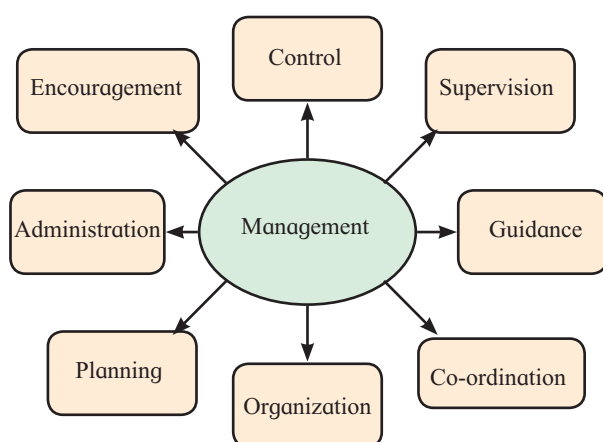 Control
Encouragement
Supervision
Administration
Management
Guidance
Planning
Co-ordination
Organization